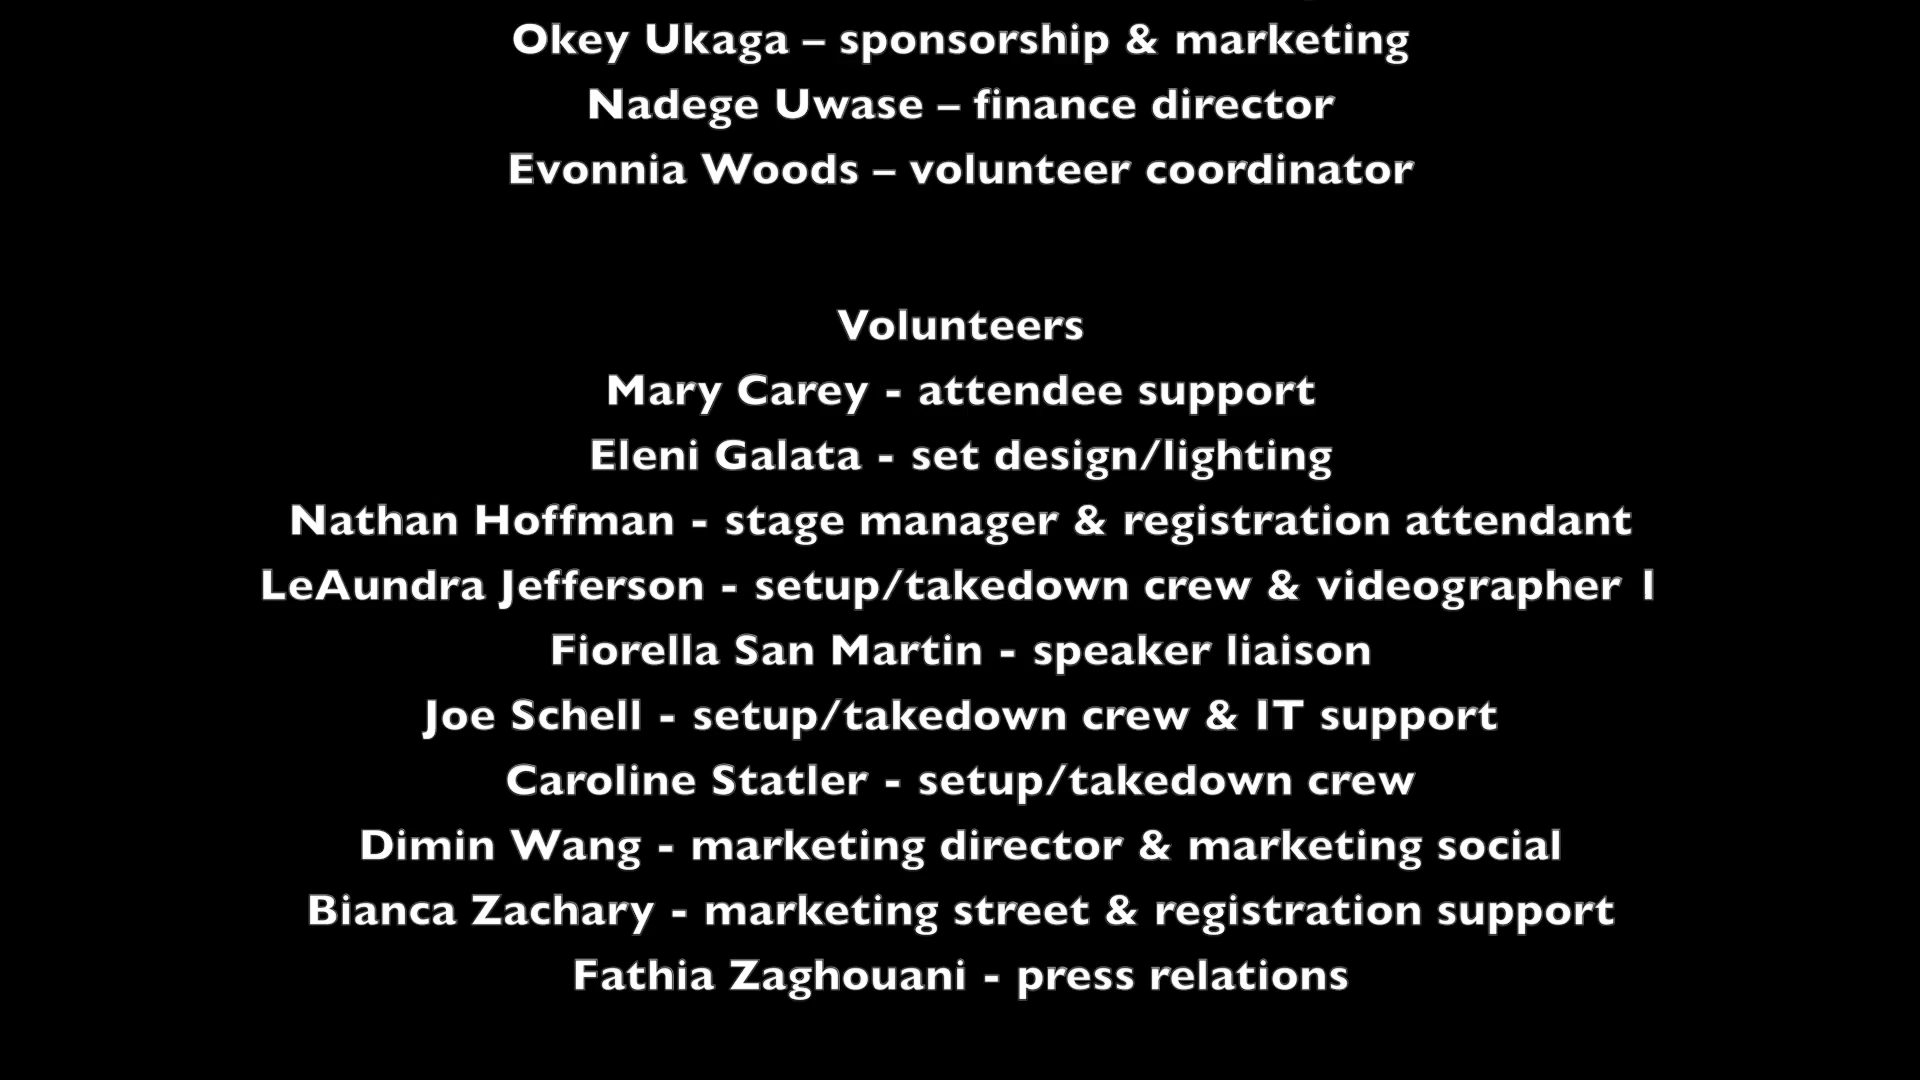 Okey Ukaga – sponsorship & marketing
Nadege Uwase – finance director
Evonnia Woods – volunteer coordinator
Volunteers
Mary Carey - attendee support
Eleni Galata - set design/lighting
Nathan Hoffman - stage manager & registration attendant
LeAundra Jefferson - setup/takedown crew & videographer 1
Fiorella San Martin - speaker liaison
Joe Schell - setup/takedown crew & IT support
Caroline Statler - setup/takedown crew
Dimin Wang - marketing director & marketing social
Bianca Zachary - marketing street & registration support
Fathia Zaghouani - press relations